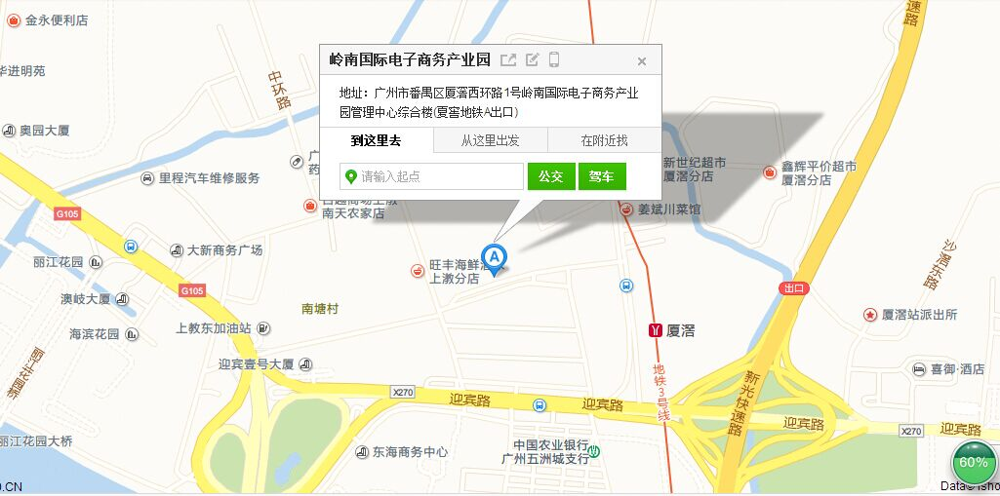 金永便利店
速
路
华进明苑
岭南国际电子商务产业园
中
环
路
地址：广州市番禺区厦滘西环路1号岭南国际电子商务产业
园管理中心综合楼(夏窖地铁A出口)
奥园大厦
到这里去
从这里出发
在附近找
新世纪超市
厦滘分店
鑫辉平价超市
厦滘分店
里程汽车维修服务
请输入起点
公交
驾车
南天农家店
姜斌川菜馆
G105
大新商务广场
丽江花园
A
旺丰海鲜
上漖分店
沙
滘
东
路
G105
澳岐大厦
出口
南塘村
厦滘站派出所
上教东加油站
海滨花园
厦滘
迎宾壹号大厦
丽
江
花
园
桥
地铁3号线
喜御·酒店
X270
迎宾路
迎宾路
新
光
快
速
路
迎宾路
X270
迎宾路
丽江花园大桥
东海商务中心
中国农业银行
广州五洲城支行
60%
.CN
Data©